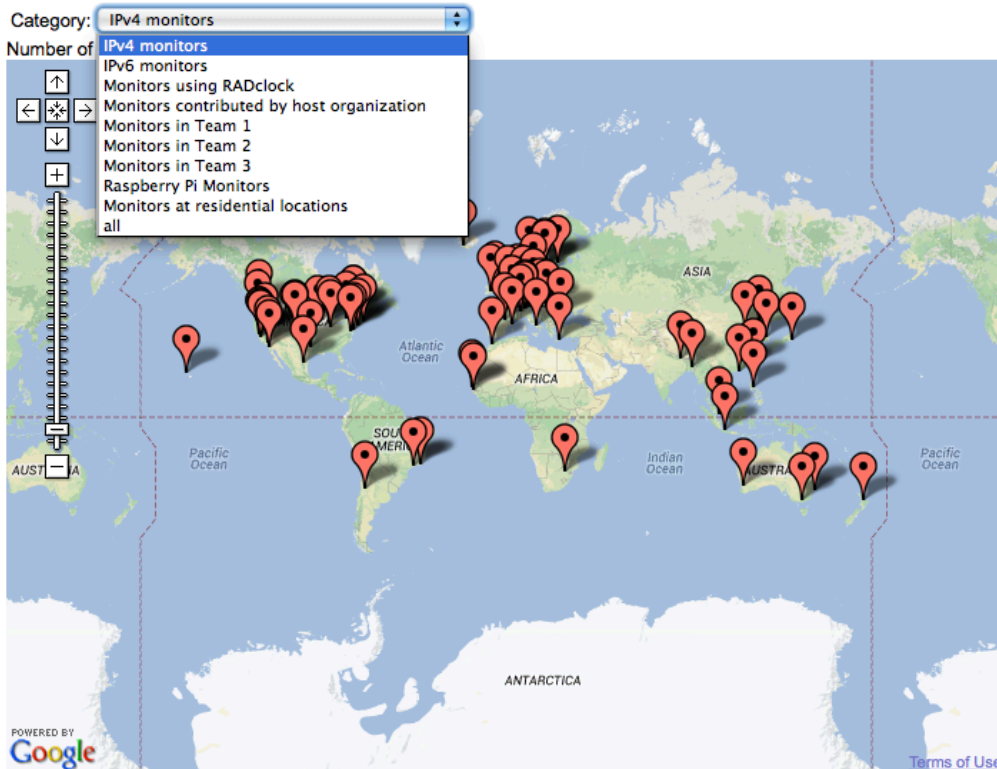 Category: IPv4 monitors
Number of
IPv4 monitors
IPv6 monitors
Monitors using RADclock
Monitors contributed by host organization
Monitors in Team 1
Monitors in Team 2
Monitors in Team 3
Raspberry Pi Monitors
Monitors at residential locations
all
ASIA
Atlantic
Ocean
AFRICA
Pacific
Ocean
Indian
Ocean
Pacific
Ocean
ANTARCTICA
POWERED BY
Google
Terms of Use